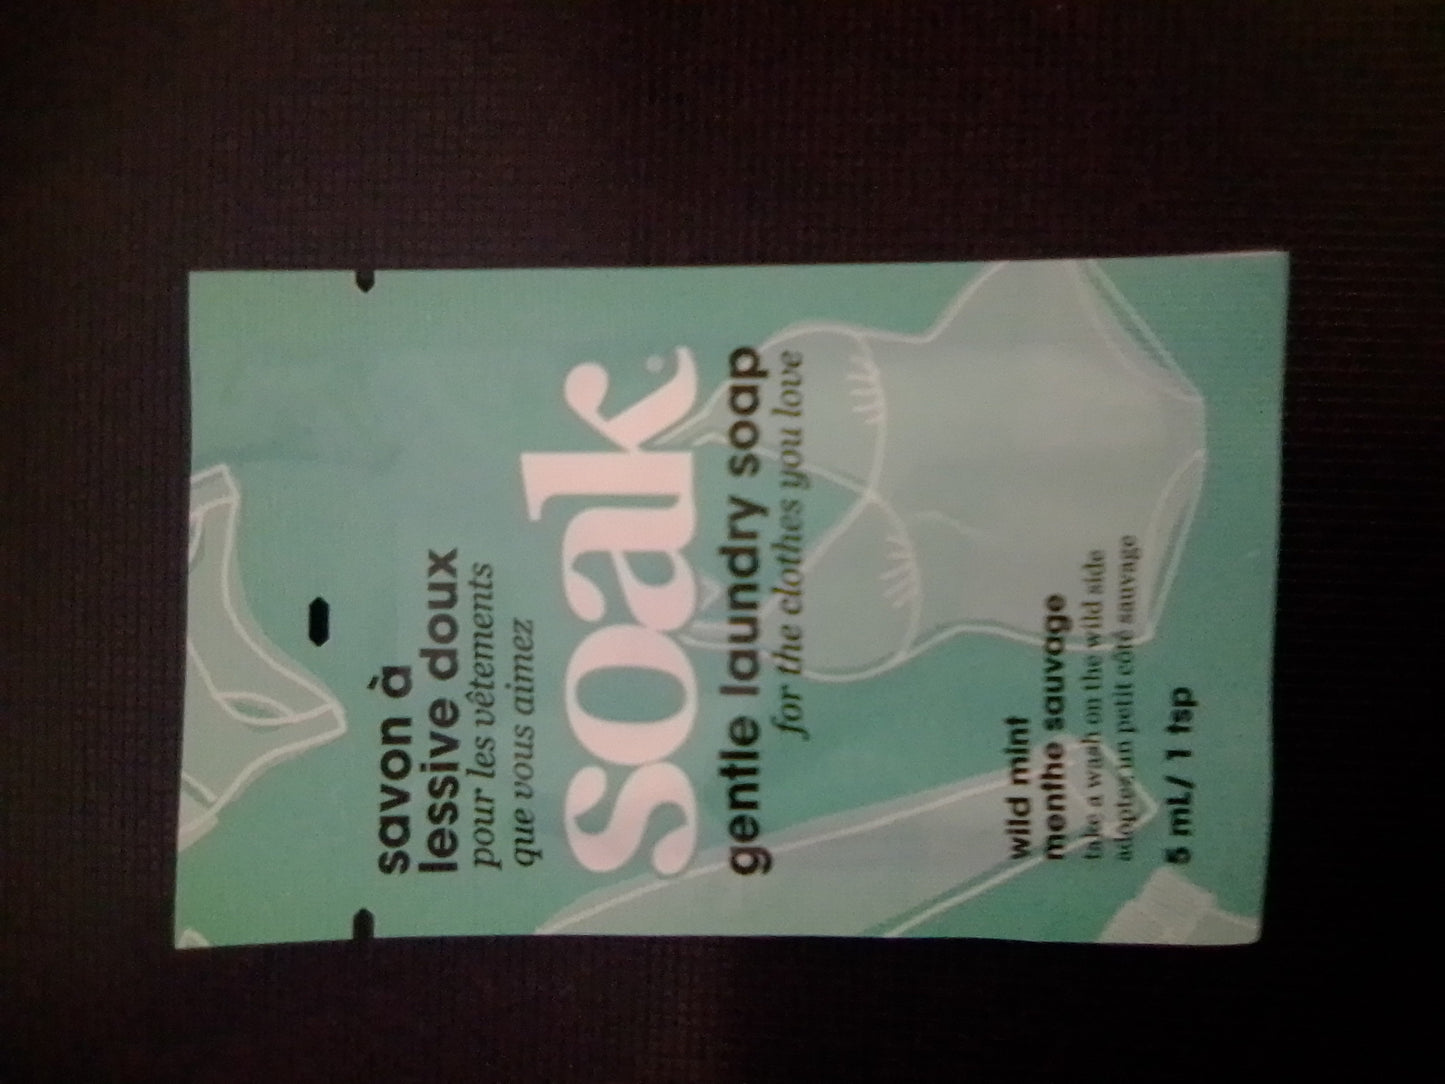 savon à
lessive doux
pour les vêtements
que vous aimez
soak®
gentle laundry soap
for the clothes you love
wild mint
menthe sauvage
take a wash on the wild side
adoptez un petit côté sauvage
5 mL/ 1 tsp